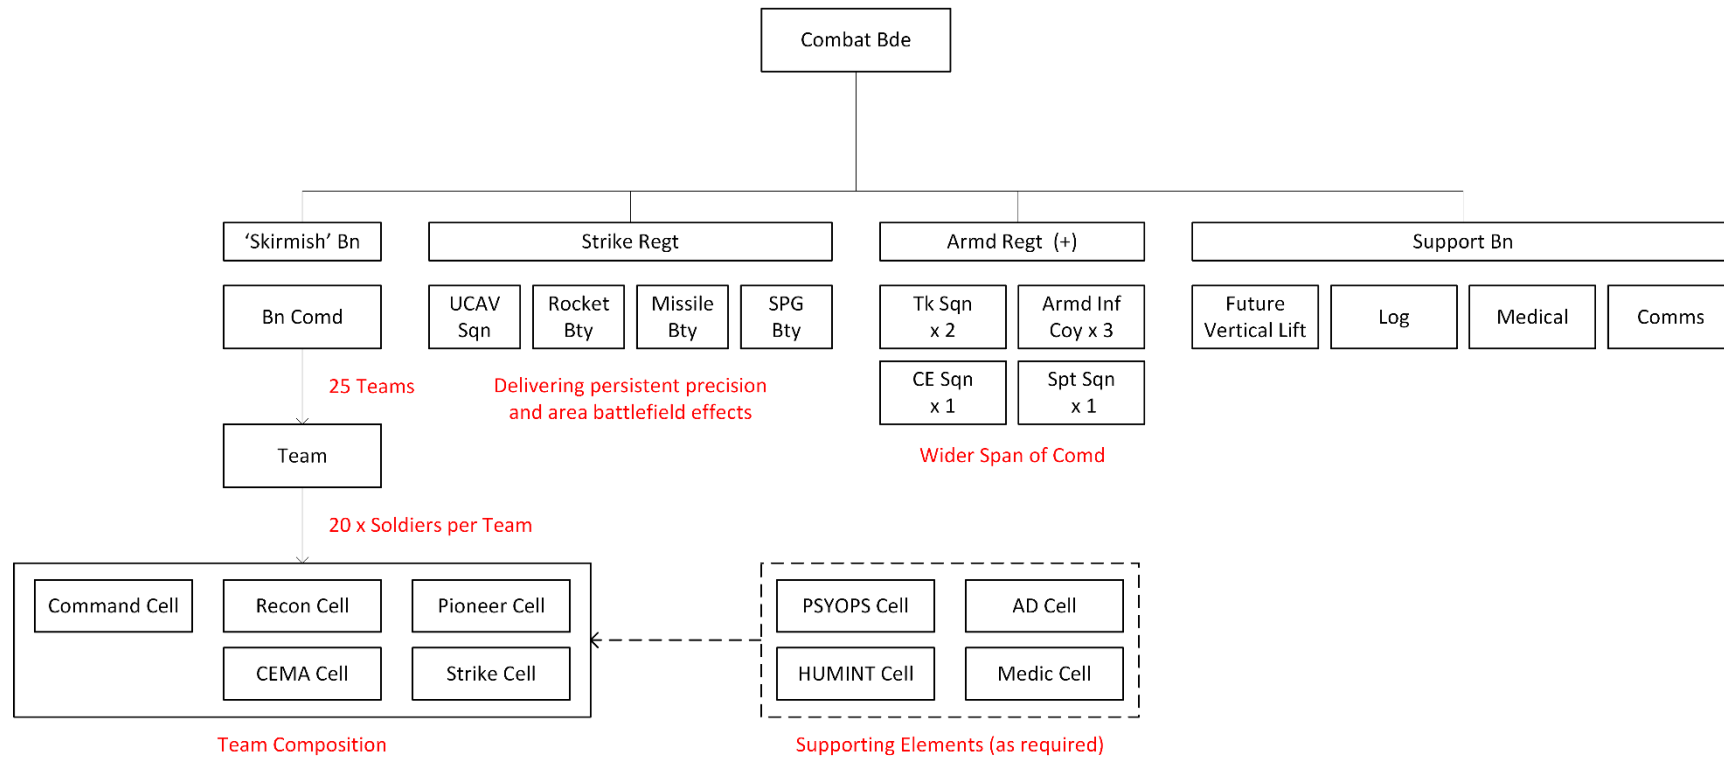 Combat Bde
‘Skirmish’ Bn
Strike Regt
Armd Regt (+)
Support Bn
Bn Comd
UCAV
Sqn
Rocket
Bty
Missile
Bty
SPG
Bty
Tk Sqn
x 2
Armd Inf
Coy x 3
Future
Vertical Lift
Log
Medical
Comms
CE Sqn
x 1
Spt Sqn
x 1
25 Teams
Delivering persistent precision
and area battlefield effects
Wider Span of Comd
Team
20 x Soldiers per Team
Command Cell
Recon Cell
Pioneer Cell
CEMA Cell
Strike Cell
PSYOPS Cell
AD Cell
HUMINT Cell
Medic Cell
Team Composition
Supporting Elements (as required)